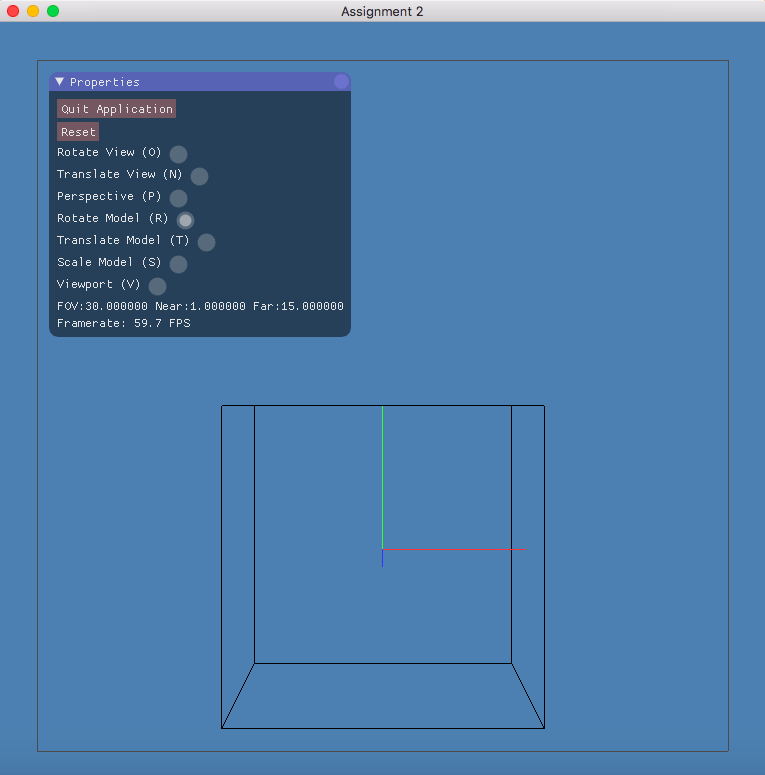 Assignment 2
Properties
Quit Application
Reset
Rotate View (O)
Translate View (N)
Perspective (P)
Rotate Model (R)
Translate Model (T)
Scale Model (S)
Viewport (V)
FOV:30.000000 Near:1.000000 Far:15.000000
Framerate: 59.7 FPS